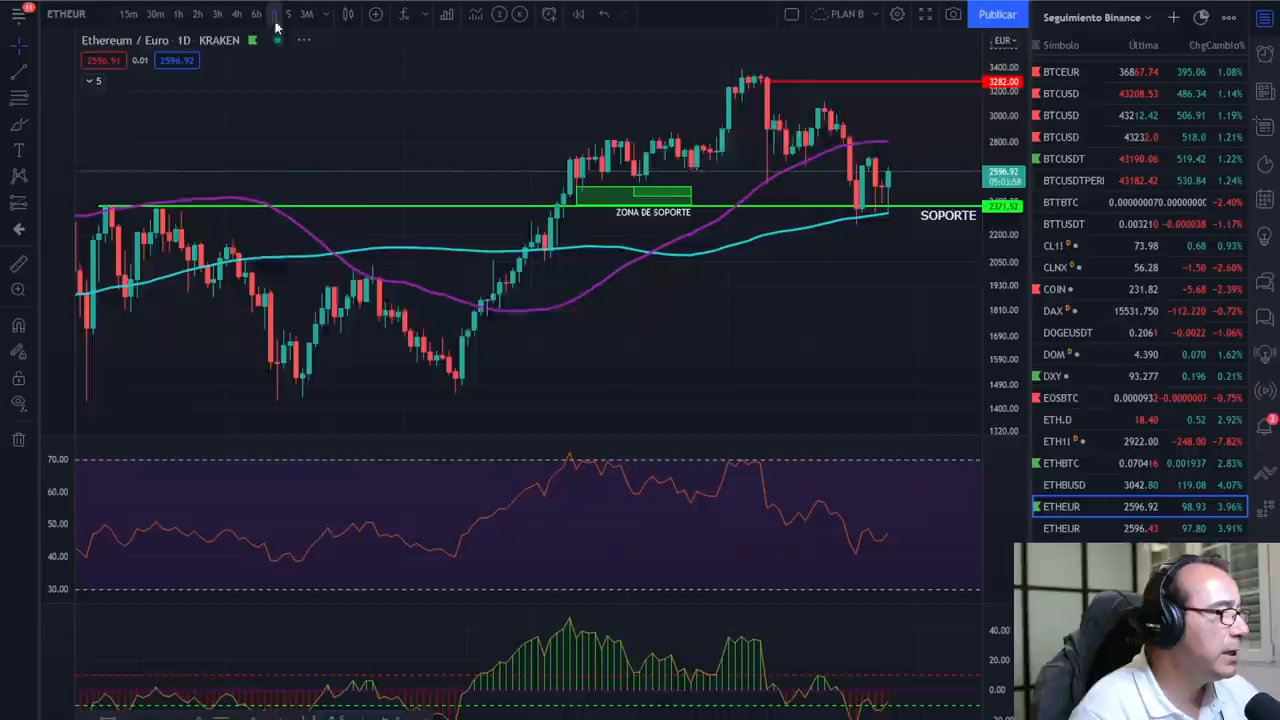 ETHEUR 15m 30m 1h 2h 3h 4h 6h D S 3M PLAN B Publicar
Ethereum / Euro · 1D · KRAKEN
2596.91 0.01 2596.92
5
EUR
3400.00
3282.00
3200.00
3000.00
2800.00
2596.92
05:03:58
2371.52
2200.00
2050.00
1930.00
1810.00
1690.00
1590.00
1490.00
1400.00
1320.00
ZONA DE SOPORTE
SOPORTE
70.00
60.00
50.00
40.00
30.00
40.00
20.00
0.00
11
2
Seguimiento Binance
Símbolo Última Chg Cambio%
BTCEUR 36867.74 395.06 1.08%
BTCUSD 43208.53 486.34 1.14%
BTCUSD 43212.42 506.91 1.19%
BTCUSD 43232.0 518.0 1.21%
BTCUSDT 43190.06 519.42 1.22%
BTCUSDTPERI 43182.42 530.84 1.24%
BTTBTC 0.00000007 0.0000000 -2.40%
BTTUSDT 0.003210 -0.000038 -1.17%
CL1! D 73.98 0.68 0.93%
CLNX 56.28 -1.50 -2.60%
COIN 231.82 -5.68 -2.39%
DAX D 15531.750 -112.220 -0.72%
DOGEUSDT 0.2061 -0.0022 -1.06%
DOM D 4.390 0.070 1.62%
DXY 93.277 0.196 0.21%
EOSBTC 0.0000932 -0.0000007 -0.75%
ETH.D 18.40 0.52 2.92%
ETH1! D 2922.00 -248.00 -7.82%
ETHBTC 0.070416 0.001937 2.83%
ETHBUSD 3042.80 119.08 4.07%
ETHEUR 2596.92 98.93 3.96%
ETHEUR 2596.43 97.80 3.91%